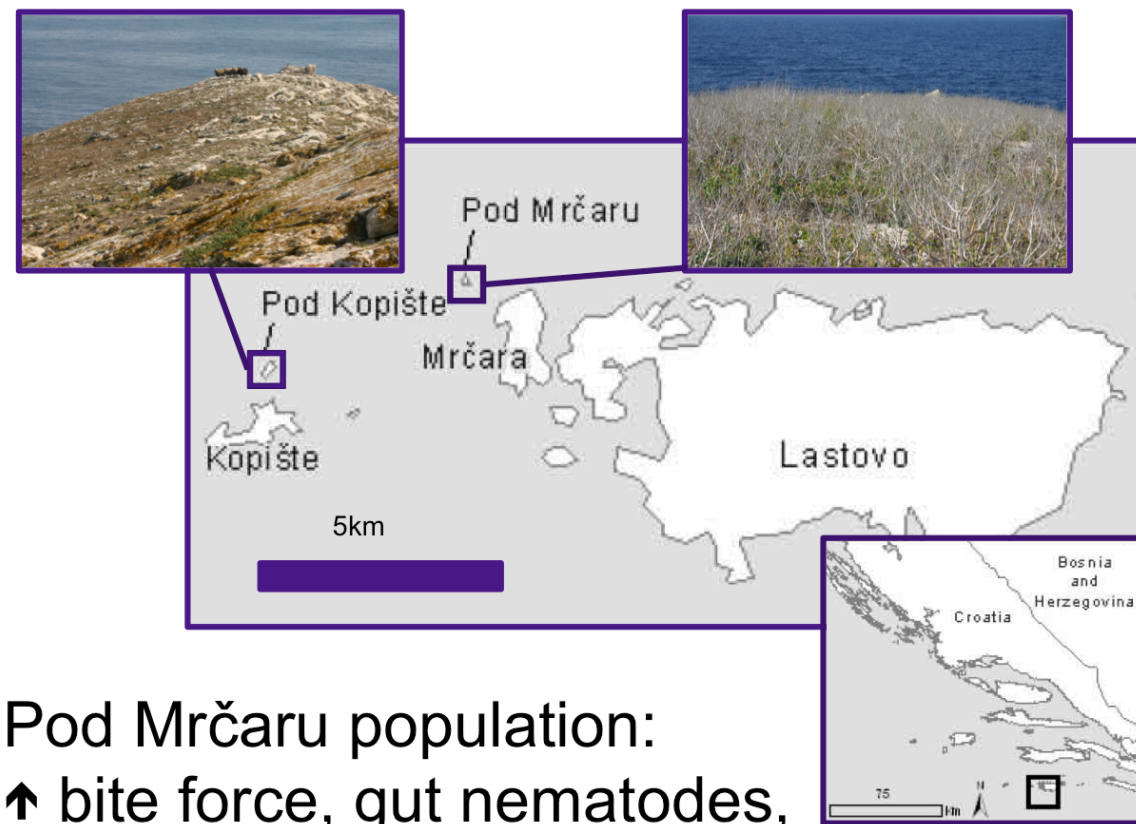 Pod Mrčaru
Pod Kopište
Mrčara
Kopište
Lastovo
5km
Bosnia
and
Herzegovina
Croatia
75
Km
N
Pod Mrčaru population:
↑ bite force, gut nematodes,